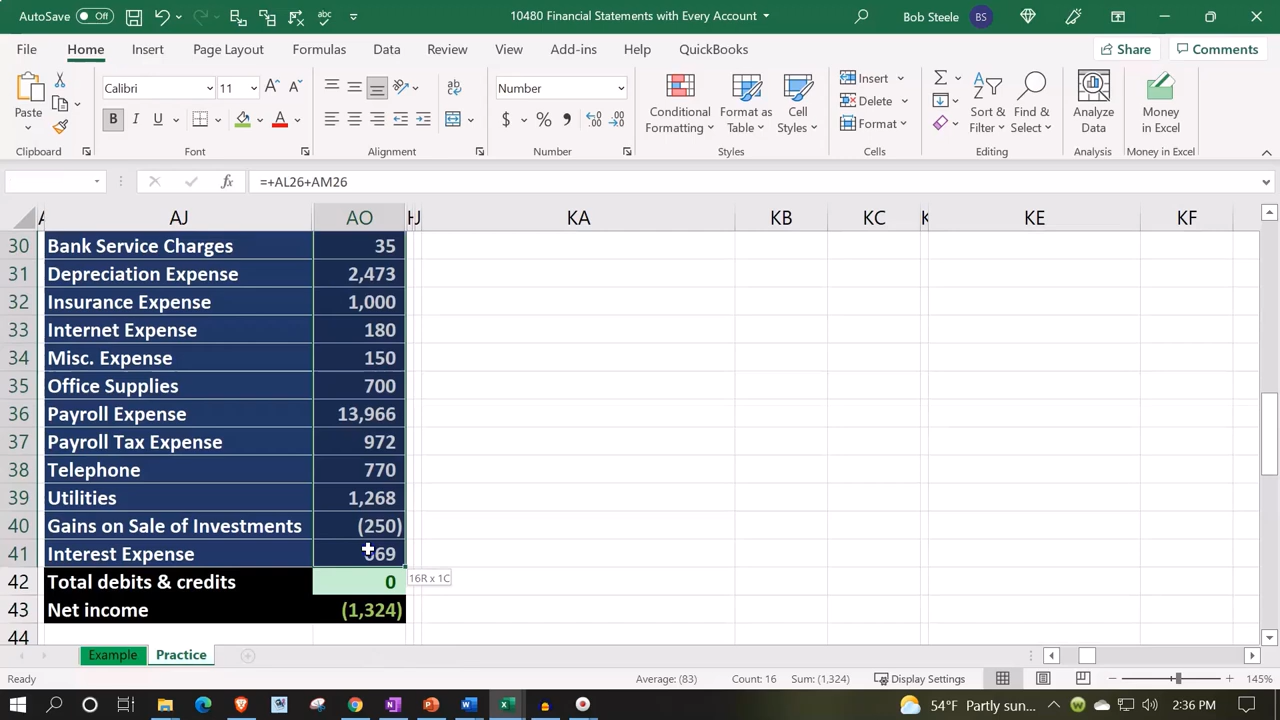 AutoSave Off 10480 Financial Statements with Every Account Bob Steele BS
File Home Insert Page Layout Formulas Data Review View Add-ins Help QuickBooks Share Comments
Paste Calibri 11 Number Conditional Formatting Format as Table Cell Styles Insert Delete Format Sort & Filter Find & Select Analyze Data Money in Excel
Clipboard Font Alignment Number Styles Cells Editing Analysis Money in Excel
fx =+AL26+AM26
AJ AO KA KB KC KE KF
30 Bank Service Charges 35
31 Depreciation Expense 2,473
32 Insurance Expense 1,000
33 Internet Expense 180
34 Misc. Expense 150
35 Office Supplies 700
36 Payroll Expense 13,966
37 Payroll Tax Expense 972
38 Telephone 770
39 Utilities 1,268
40 Gains on Sale of Investments (250)
41 Interest Expense
16R x 1C
42 Total debits & credits 0
43 Net income (1,324)
44
Example Practice
Ready Average: (83) Count: 16 Sum: (1,324) Display Settings 145%
54°F Partly sun... 2:36 PM